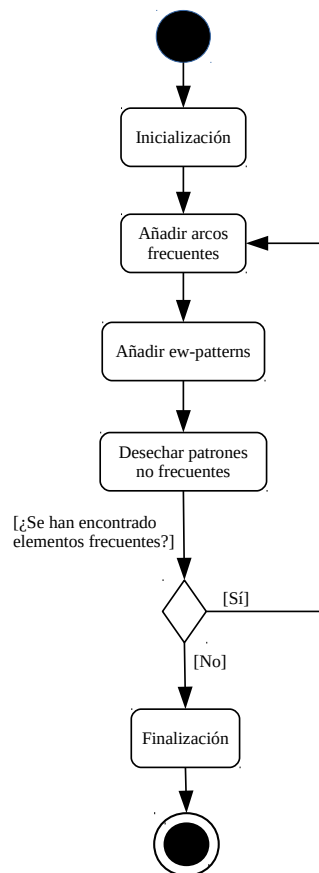 Inicialización
Añadir arcos
frecuentes
Añadir ew-patterns
Desechar patrones
no frecuentes
[¿Se han encontrado
elementos frecuentes?]
[Sí]
[No]
Finalización